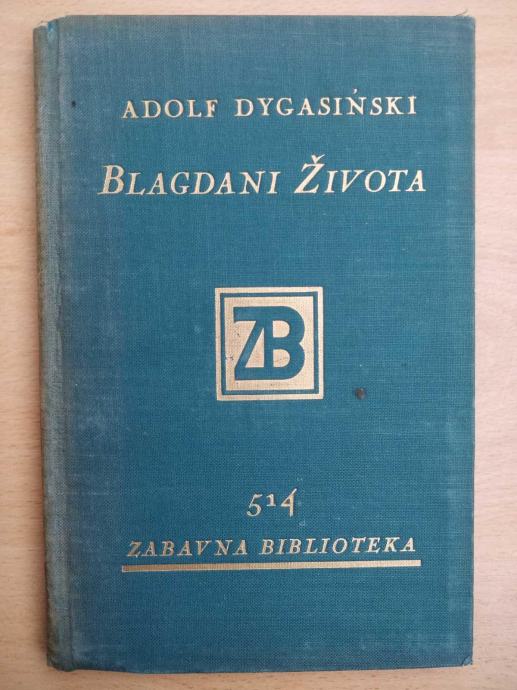 ADOLF DYGASIŃSKI
BLAGDANI ŽIVOTA
ZB
514
ZABAVNA BIBLIOTEKA